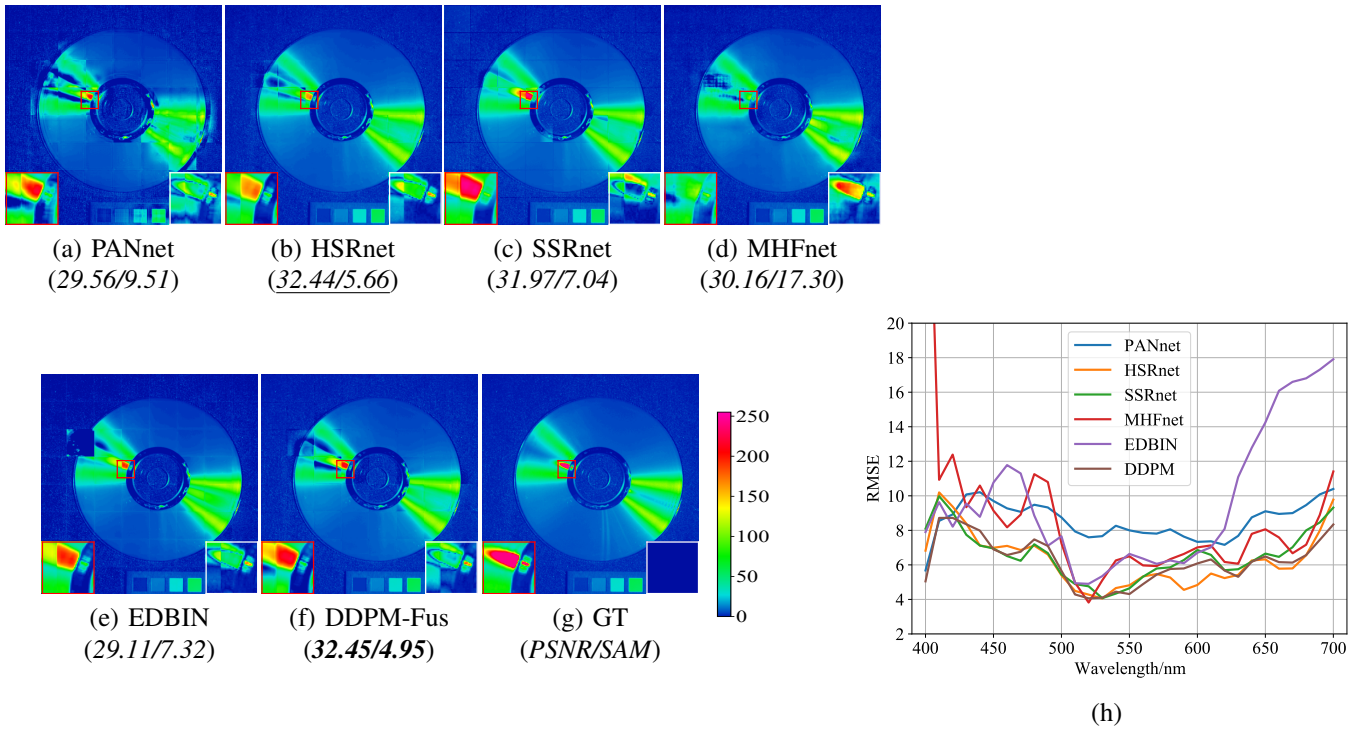 (a) PANnet
(29.56/9.51)
(b) HSRnet
(32.44/5.66)
(c) SSRnet
(31.97/7.04)
(d) MHFnet
(30.16/17.30)
(e) EDBIN
(29.11/7.32)
(f) DDPM-Fus
(32.45/4.95)
(g) GT
(PSNR/SAM)
250
200
150
100
50
0
20
18
16
14
12
10
8
6
4
2
RMSE
PANnet
HSRnet
SSRnet
MHFnet
EDBIN
DDPM
400 450 500 550 600 650 700
Wavelength/nm
(h)